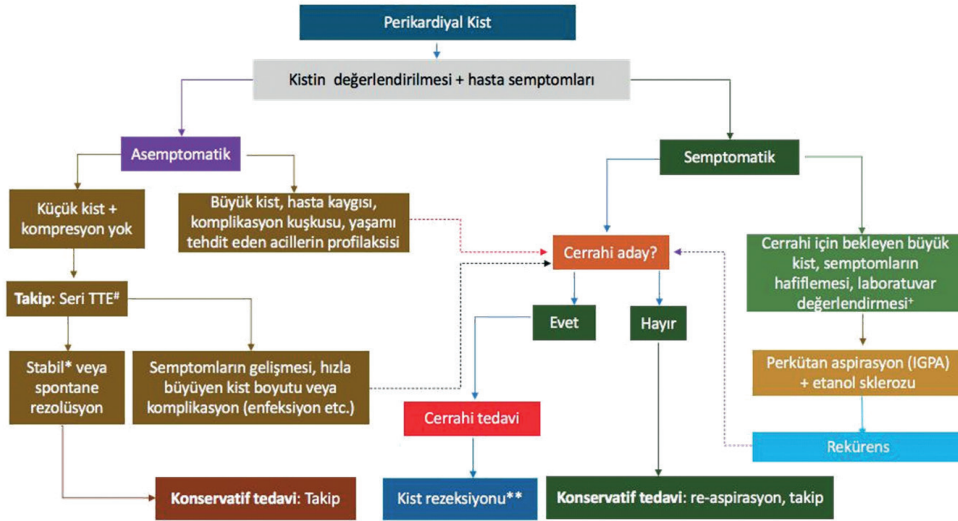 Perikardiyal Kist
Kistin değerlendirilmesi + hasta semptomları
Asemptomatik
Semptomatik
Küçük kist +
kompresyon yok
Büyük kist, hasta kaygısı,
komplikasyon kuşkusu, yaşamı
tehdit eden acillerin profilaksisi
Cerrahi aday?
Cerrahi için bekleyen büyük
kist, semptomların
hafiflemesi, laboratuvar
değerlendirmesi⁺
Takip: Seri TTE#
Evet
Hayır
Stabil* veya
spontane
rezolüsyon
Semptomların gelişmesi, hızla
büyüyen kist boyutu veya
komplikasyon (enfeksiyon etc.)
Perkütan aspirasyon (IGPA)
+ etanol sklerozu
Cerrahi tedavi
Rekürens
Konservatif tedavi: Takip
Kist rezeksiyonu**
Konservatif tedavi: re-aspirasyon, takip